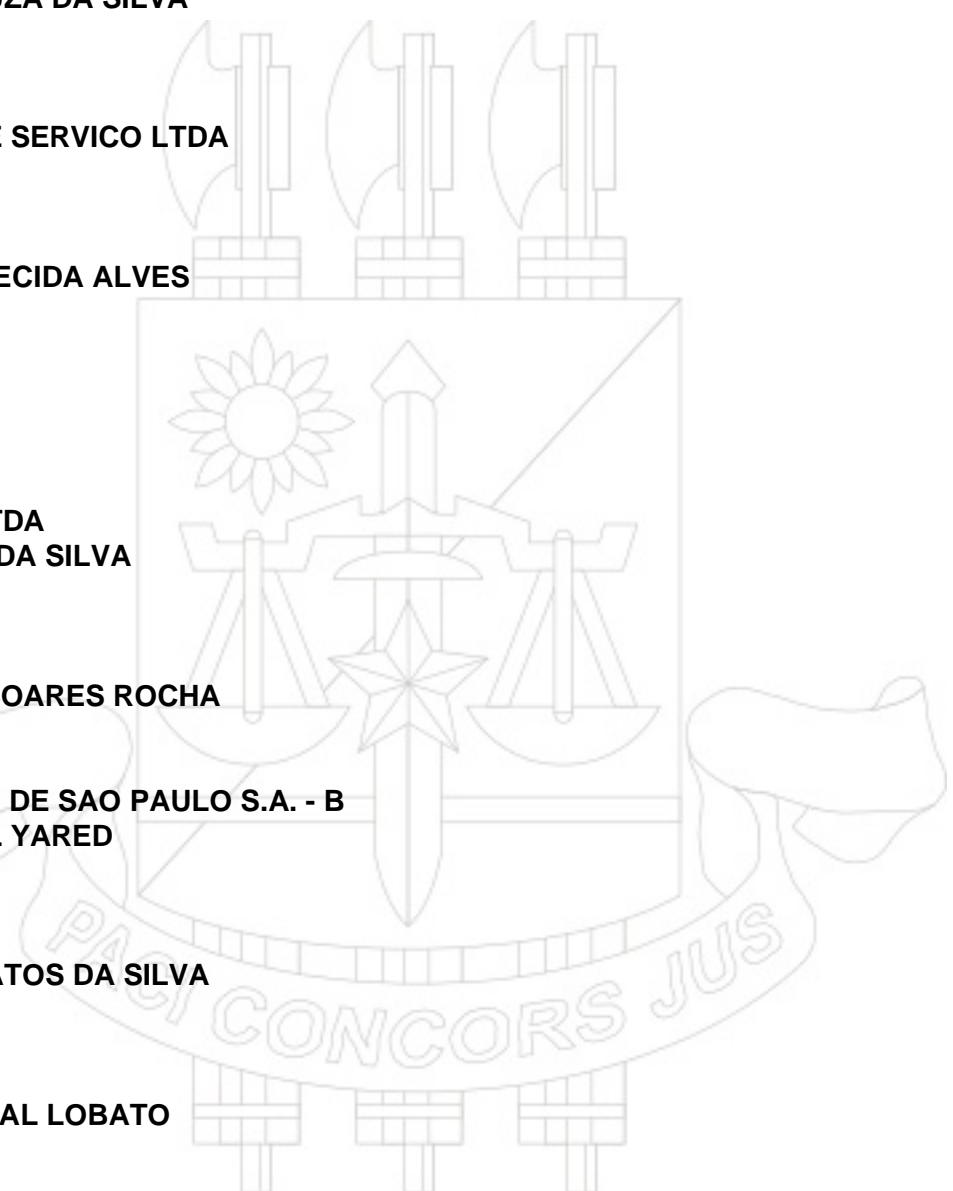 UZA DA SILVA
E SERVICO LTDA
ECIDA ALVES
TDA
DA SILVA
OARES ROCHA
DE SAO PAULO S.A. - B
L YARED
ATOS DA SILVA
AL LOBATO
PACI CONCORS JUS